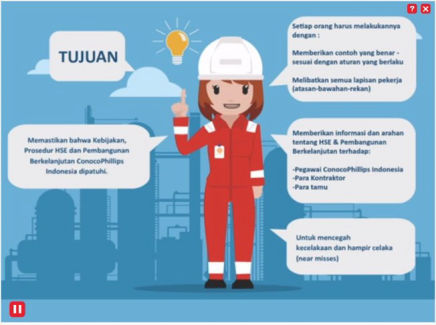 ?
TUJUAN
Memastikan bahwa Kebijakan,
Prosedur HSE dan Pembangunan
Berkelanjutan ConocoPhillips
Indonesia dipatuhi.
Setiap orang harus melakukannya
dengan :
Memberikan contoh yang benar -
sesuai dengan aturan yang berlaku
Melibatkan semua lapisan pekerja
(atasan-bawahan-rekan)
Memberikan informasi dan arahan
tentang HSE & Pembangunan
Berkelanjutan terhadap:
-Pegawai ConocoPhillips Indonesia
-Para Kontraktor
-Para tamu
Untuk mencegah
kecelakaan dan hampir celaka
(near misses)